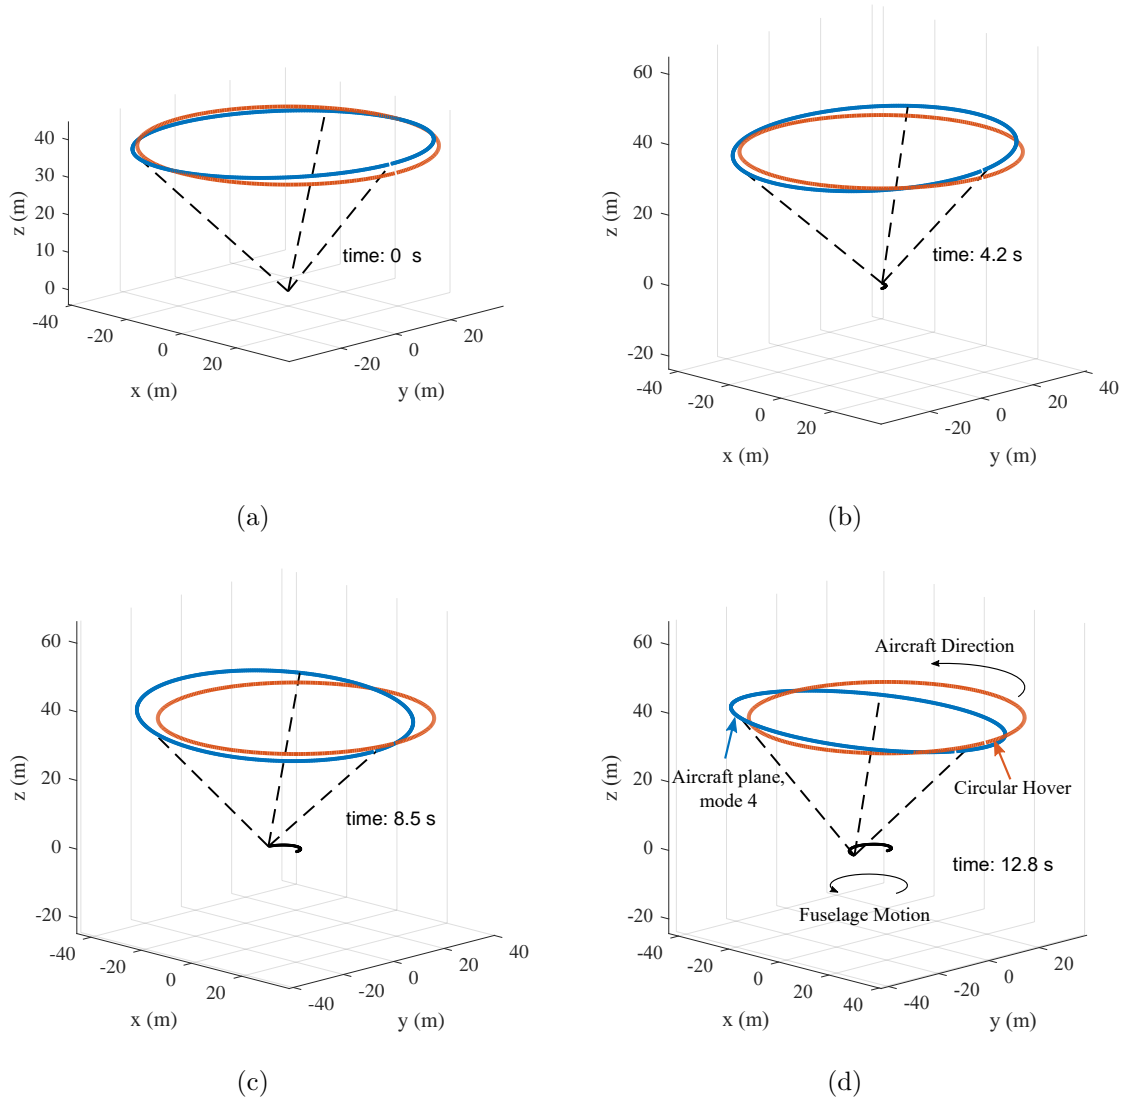 40
30
20
10
0
z (m)
time: 0 s
-40
-20
0
20
x (m)
-20
0
20
y (m)
(a)
60
40
20
0
-20
z (m)
time: 4.2 s
-40
-20
0
20
x (m)
-20
0
20
40
y (m)
(b)
60
40
20
0
-20
z (m)
time: 8.5 s
-40
-20
0
20
x (m)
-40
-20
0
20
40
y (m)
(c)
60
40
20
0
-20
z (m)
Aircraft Direction
Aircraft plane,
mode 4
Circular Hover
time: 12.8 s
Fuselage Motion
-40
-20
0
20
40
x (m)
-40
-20
0
20
y (m)
(d)